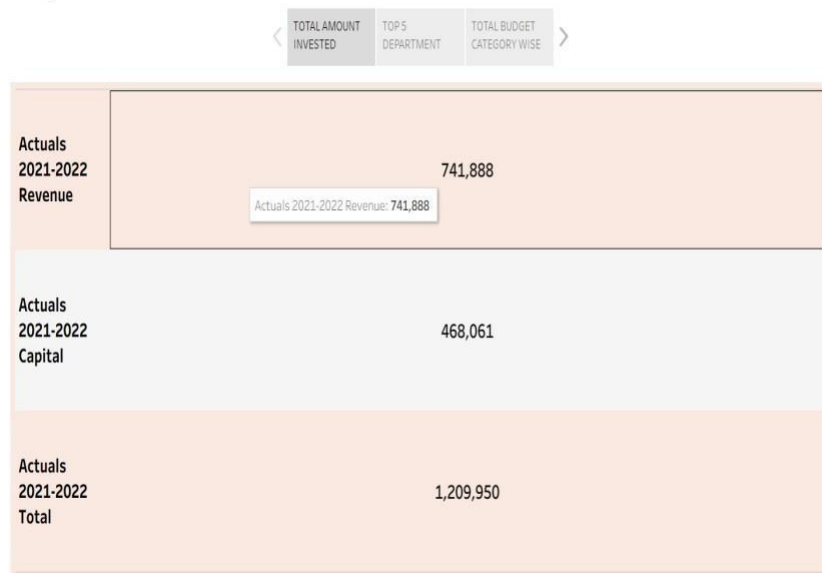 TOTAL AMOUNT
INVESTED
TOP 5
DEPARTMENT
TOTAL BUDGET
CATEGORY WISE
Actuals
2021-2022
Revenue
741,888
Actuals 2021-2022 Revenue: 741,888
Actuals
2021-2022
Capital
468,061
Actuals
2021-2022
Total
1,209,950